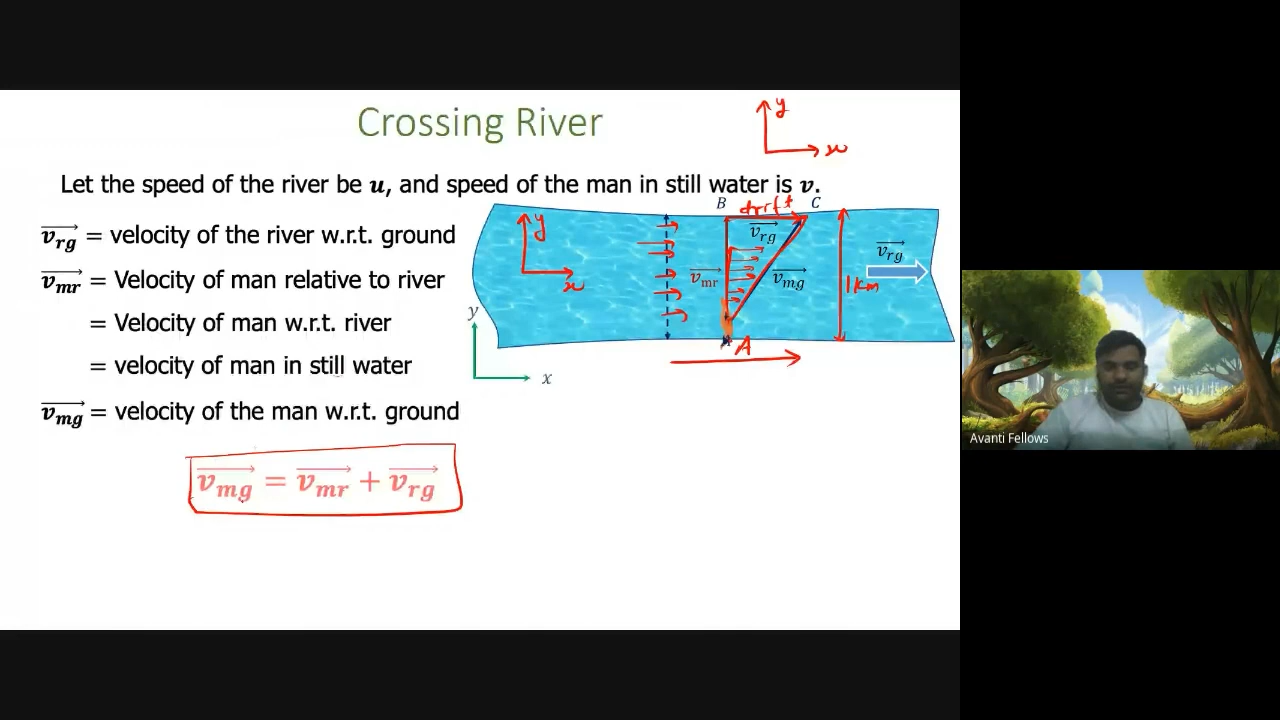 Crossing River
y
x
Let the speed of the river be u, and speed of the man in still water is v.
B drift C
v_rg = velocity of the river w.r.t. ground
y
v_rg
v_rg
v_mr = Velocity of man relative to river
x
v_mr
v_mg
1km
= Velocity of man w.r.t. river
y
A
= velocity of man in still water
x
v_mg = velocity of the man w.r.t. ground
Avanti Fellows
v_mg = v_mr + v_rg